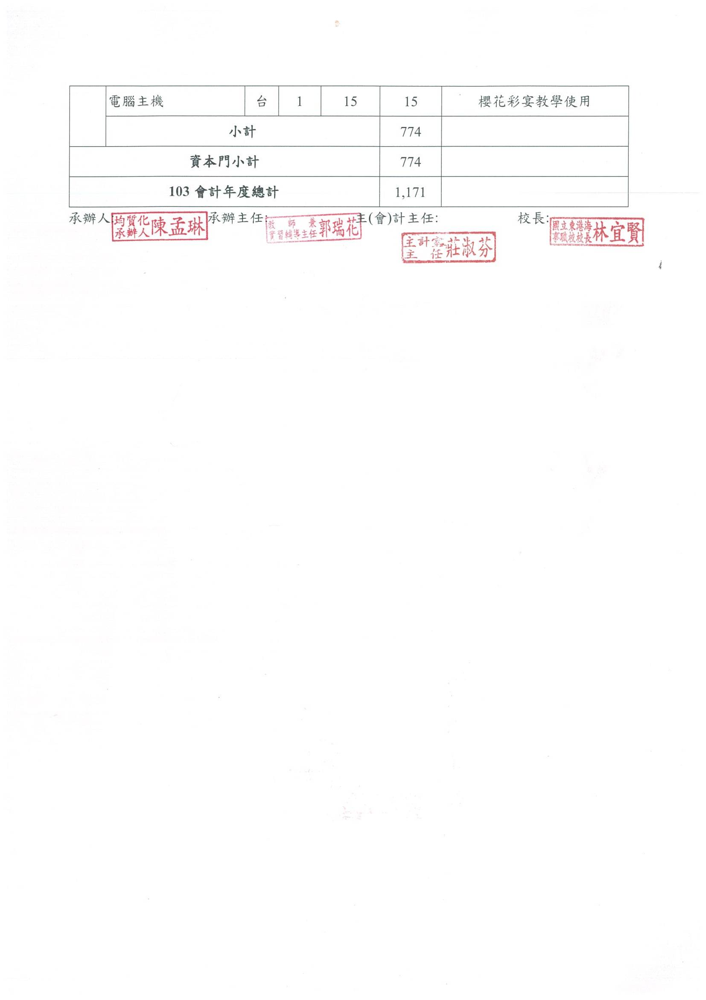 電腦主機 台 1 15 15 櫻花彩宴教學使用
小計 774
資本門小計 774
103 會計年度總計 1,171
承辦人: 承辦主任: 主(會)計主任: 校長:
均質化承辦人 陳孟琳
教師兼實習輔導主任 郭瑞花
主計室主任 莊淑芬
國立東港海事職校校長 林宜賢